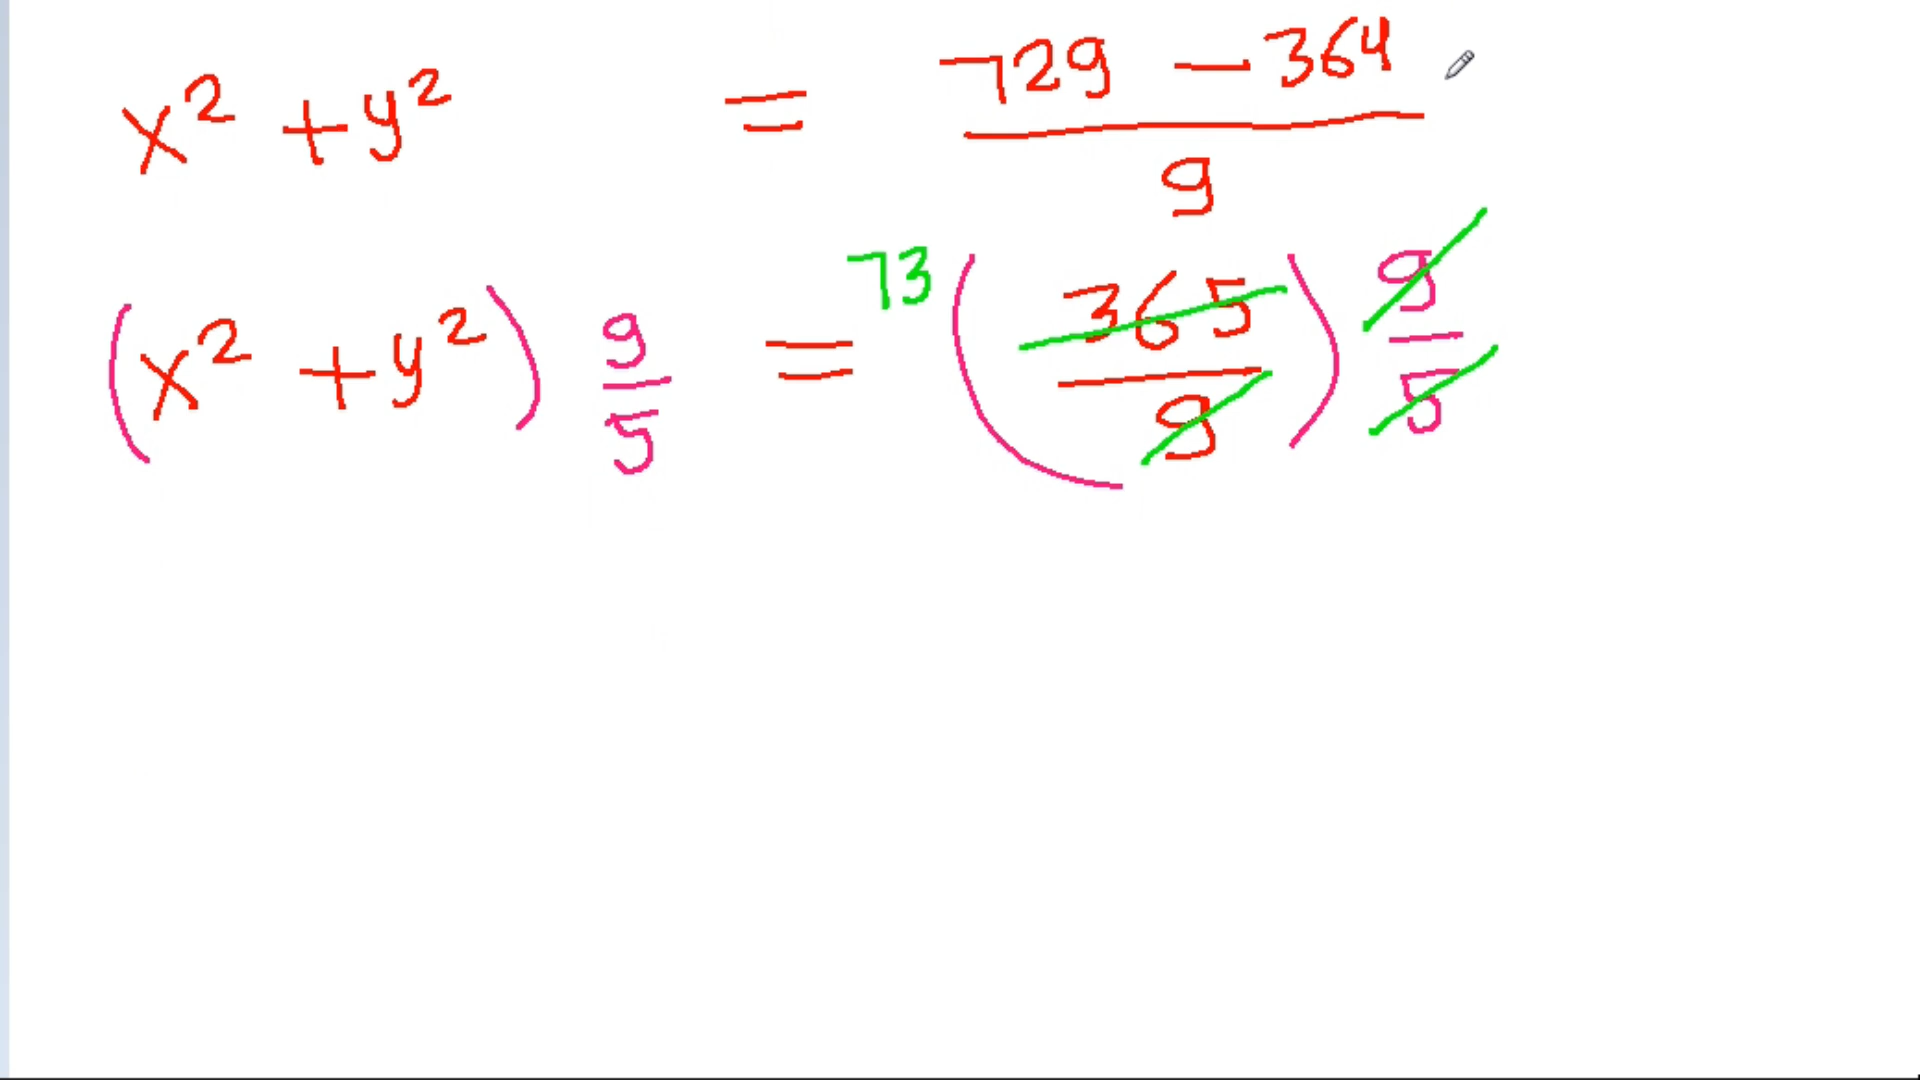 x² + y² = (729 - 364)/9
(x² + y²) 9/5 = 73 (365/9) 9/5